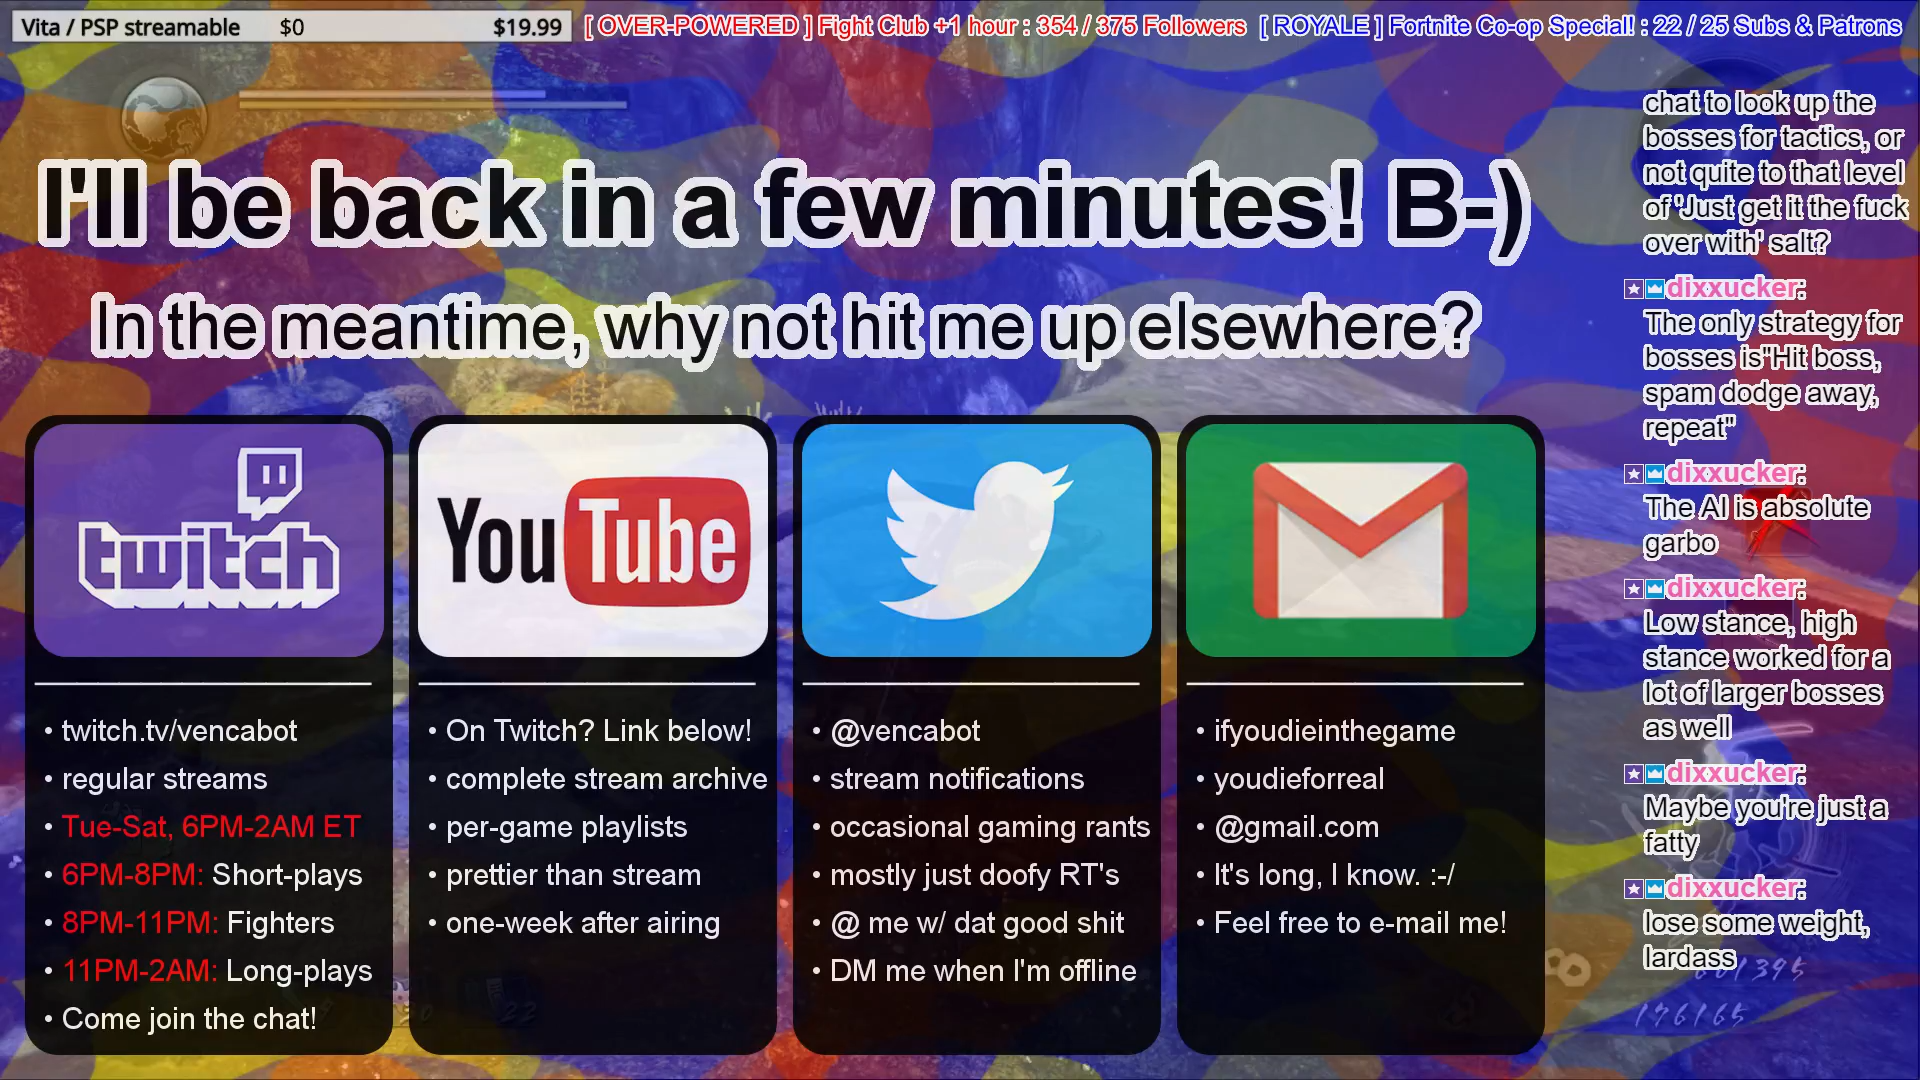 Vita / PSP streamable $0 $19.99
[ OVER-POWERED ] Fight Club +1 hour : 354 / 375 Followers [ ROYALE ] Fortnite Co-op Special! : 22 / 25 Subs & Patrons
I'll be back in a few minutes! B-)
In the meantime, why not hit me up elsewhere?
twitch
• twitch.tv/vencabot
• regular streams
• Tue-Sat, 6PM-2AM ET
• 6PM-8PM: Short-plays
• 8PM-11PM: Fighters
• 11PM-2AM: Long-plays
• Come join the chat!
YouTube
• On Twitch? Link below!
• complete stream archive
• per-game playlists
• prettier than stream
• one-week after airing
• @vencabot
• stream notifications
• occasional gaming rants
• mostly just doofy RT's
• @ me w/ dat good shit
• DM me when I'm offline
• ifyoudieinthegame
• youdieforreal
• @gmail.com
• It's long, I know. :-/
• Feel free to e-mail me!
chat to look up the
bosses for tactics, or
not quite to that level
of 'Just get it the fuck
over with' salt?
dixxucker:
The only strategy for
bosses is"Hit boss,
spam dodge away,
repeat"
dixxucker:
The AI is absolute
garbo
dixxucker:
Low stance, high
stance worked for a
lot of larger bosses
as well
dixxucker:
Maybe you're just a
fatty
dixxucker:
lose some weight,
lardass
176165
22